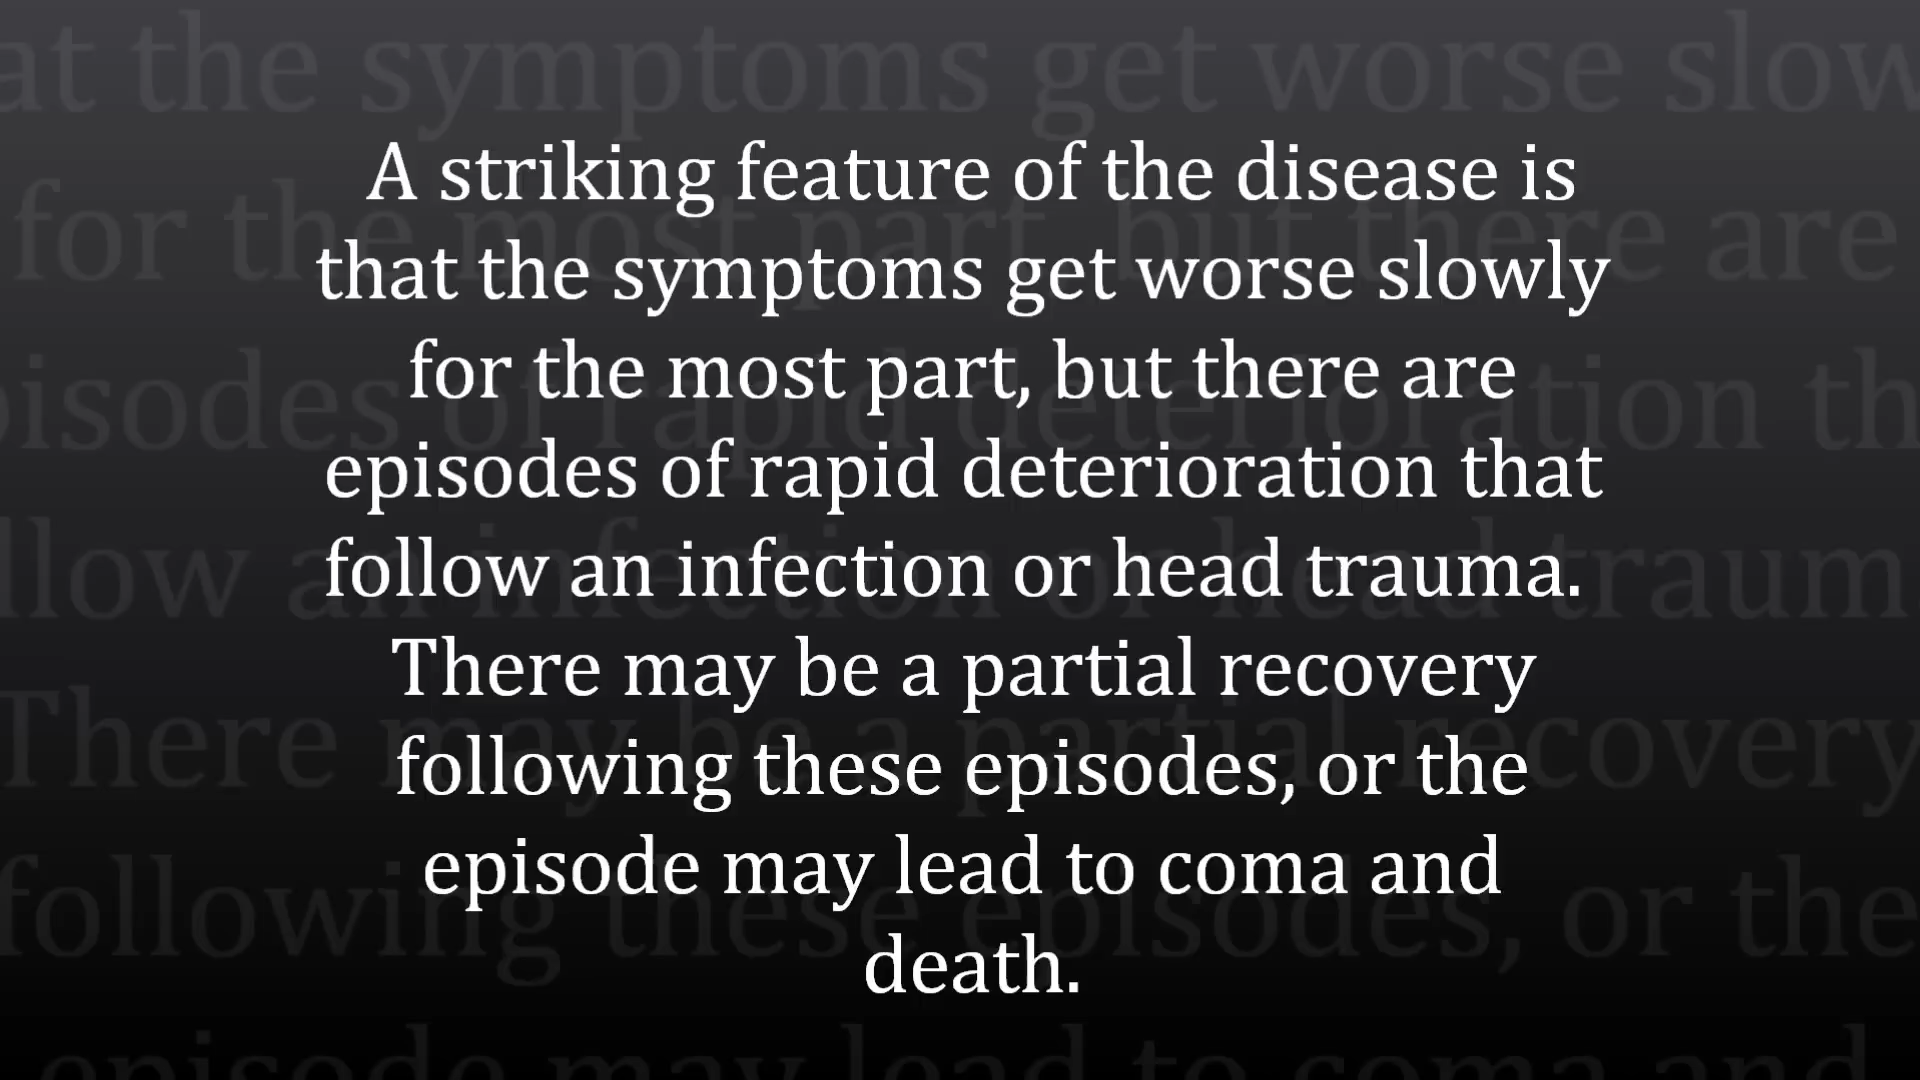 A striking feature of the disease is
that the symptoms get worse slowly
for the most part, but there are
episodes of rapid deterioration that
follow an infection or head trauma.
There may be a partial recovery
following these episodes, or the
episode may lead to coma and
death.